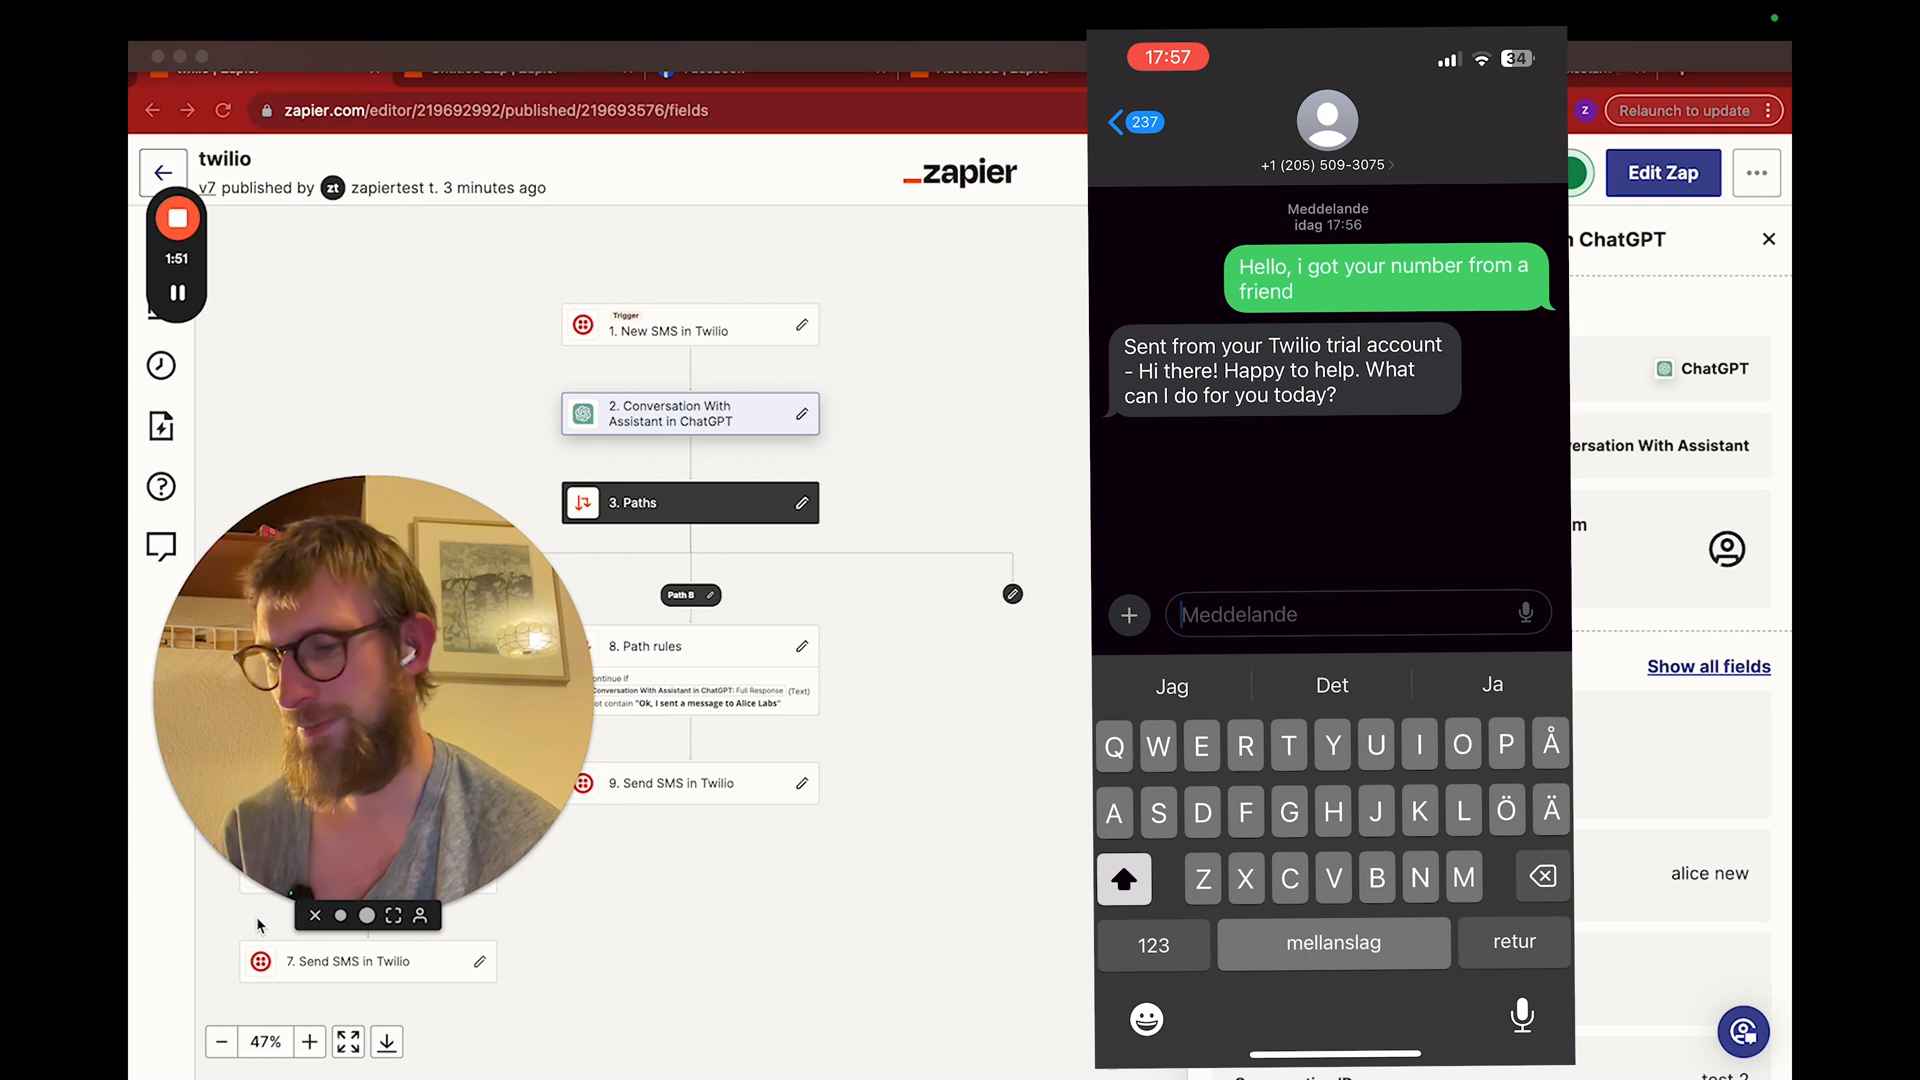 zapier.com/editor/219692992/published/219693576/fields
Relaunch to update
z
twilio
v7 published by zt zapiertest t. 3 minutes ago
_zapier
Edit Zap
1:51
Trigger
1. New SMS in Twilio
2. Conversation With
Assistant in ChatGPT
3. Paths
Path B
8. Path rules
ontinue if
Conversation With Assistant in ChatGPT: Full Response (Text)
ot contain "Ok, I sent a message to Alice Labs"
9. Send SMS in Twilio
7. Send SMS in Twilio
47%
17:57
34
237
+1 (205) 509-3075
Meddelande
idag 17:56
Hello, i got your number from a
friend
Sent from your Twilio trial account
- Hi there! Happy to help. What
can I do for you today?
Meddelande
Jag Det Ja
Q W E R T Y U I O P Å
A S D F G H J K L Ö Ä
Z X C V B N M
123 mellanslag retur
ChatGPT
ChatGPT
ersation With Assistant
m
Show all fields
alice new